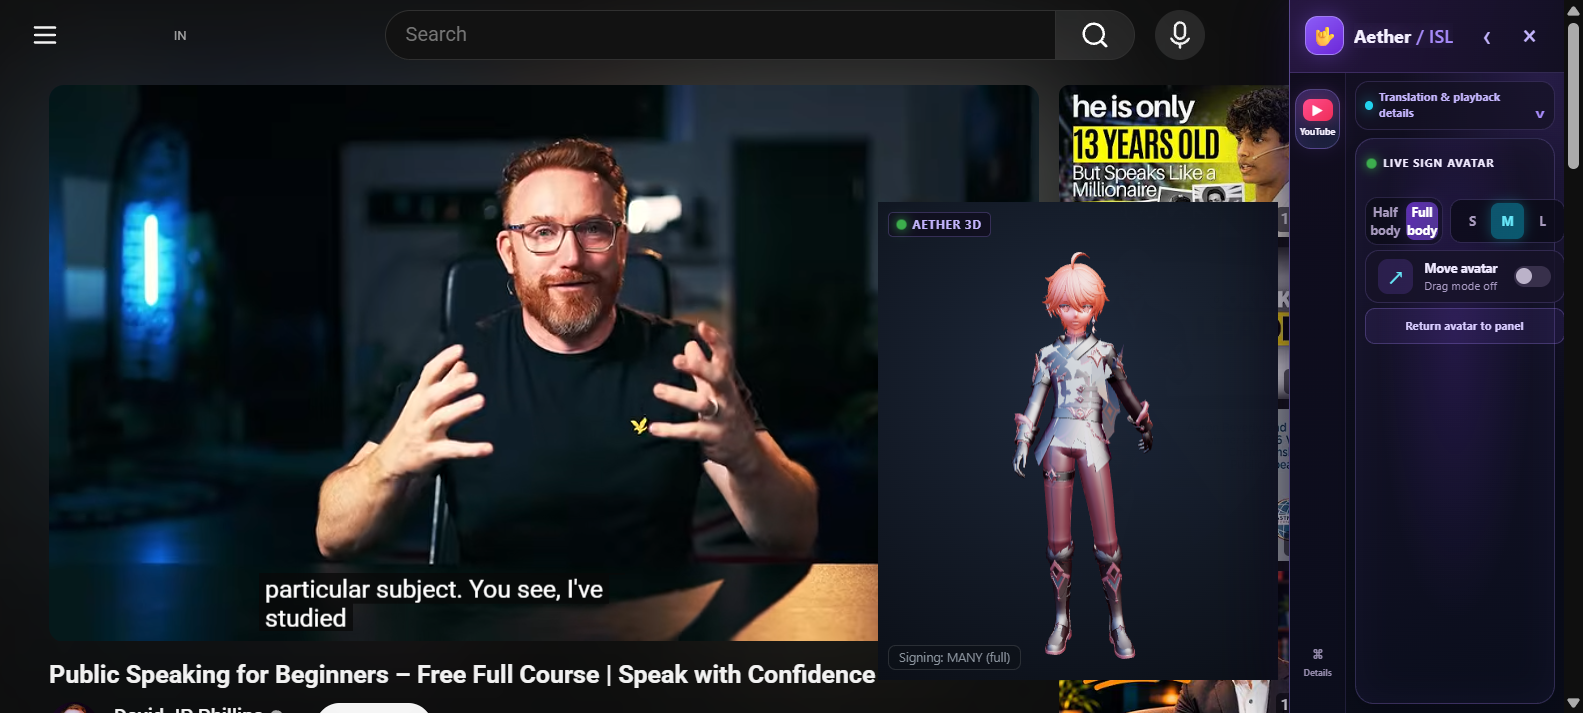 IN
Search
Aether / ISL
YouTube
Translation & playback
details
v
LIVE SIGN AVATAR
Half
body
Full
body
S
M
L
Move avatar
Drag mode off
Return avatar to panel
Details
he is only
13 YEARS OLD
But Speaks Like a
Millionaire
AETHER 3D
Signing: MANY (full)
particular subject. You see, I've
studied
Public Speaking for Beginners – Free Full Course | Speak with Confidence